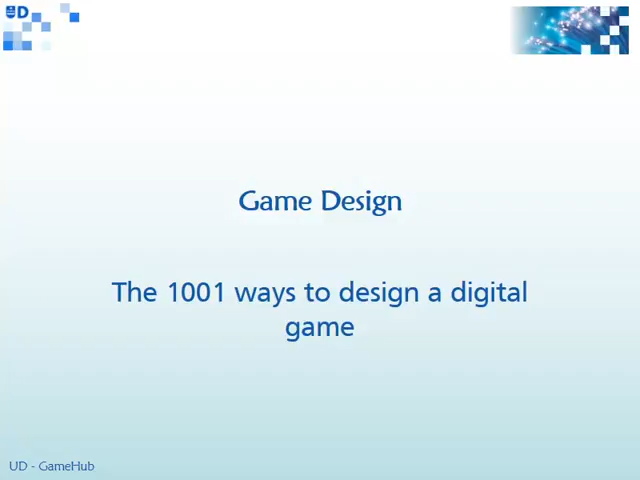 UD
Game Design
The 1001 ways to design a digital
game
UD - GameHub